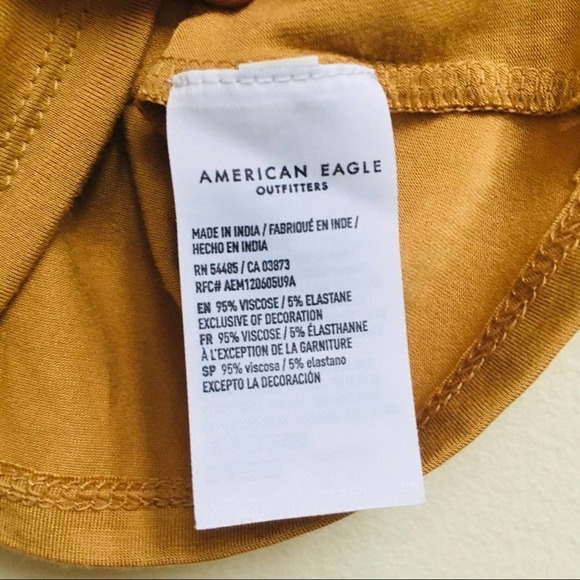 AMERICAN EAGLE
OUTFITTERS
MADE IN INDIA / FABRIQUÉ EN INDE /
HECHO EN INDIA
RN 54485 / CA 03873
RFC# AEM120605U9A
EN 95% VISCOSE / 5% ELASTANE
EXCLUSIVE OF DECORATION
FR 95% VISCOSE / 5% ÉLASTHANNE
À L'EXCEPTION DE LA GARNITURE
SP 95% viscosa / 5% elastano
EXCEPTO LA DECORACIÓN